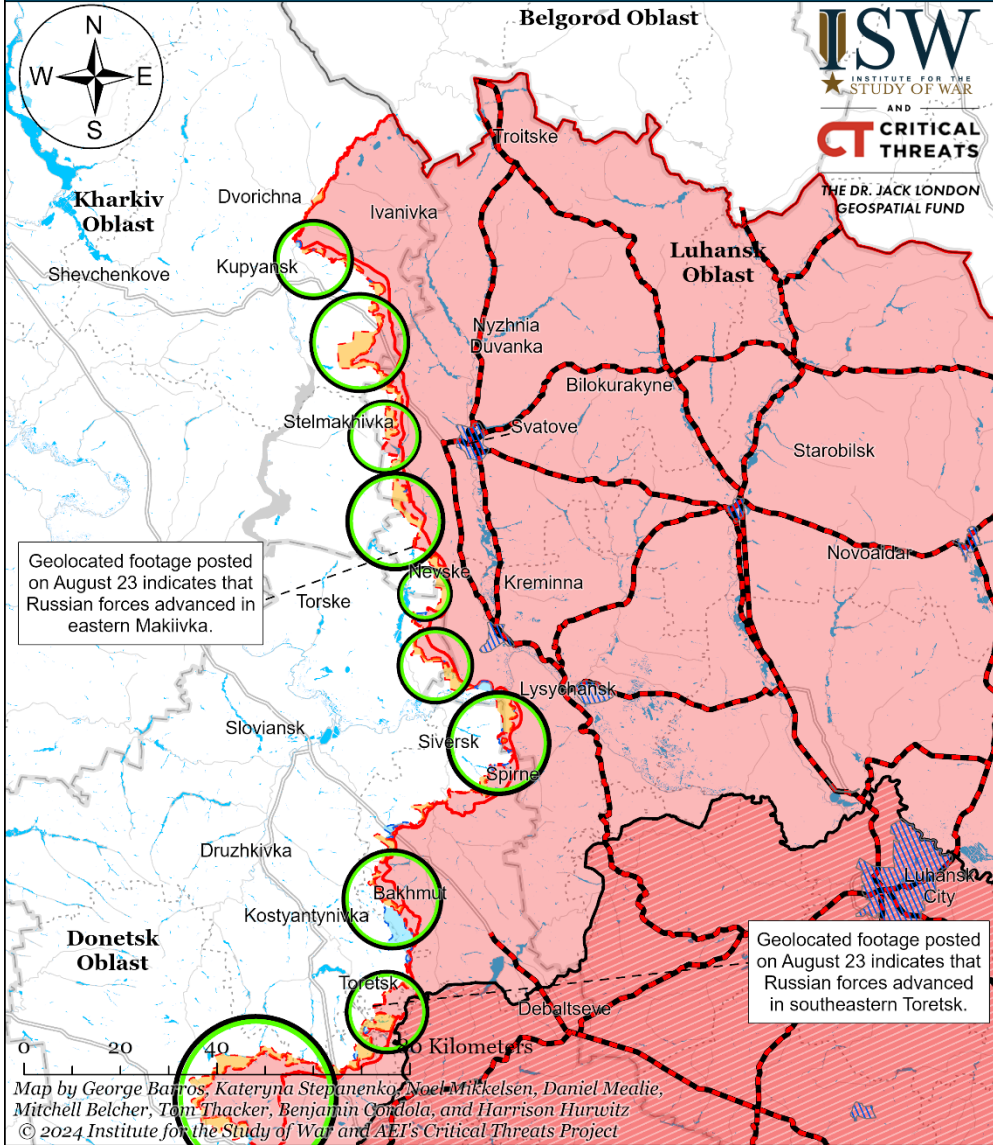 Belgorod Oblast
N
W
E
S
ISW
INSTITUTE FOR THE
STUDY OF WAR
AND
CT CRITICAL
THREATS
THE DR. JACK LONDON
GEOSPATIAL FUND
Troitske
Dvorichna
Kharkiv
Oblast
Ivanivka
Luhansk
Oblast
Kupyansk
Shevchenkove
Nyzhnia
Duvanka
Bilokurakyne
Stelmakhivka
Svatove
Starobilsk
Geolocated footage posted
on August 23 indicates that
Russian forces advanced in
eastern Makiivka.
Novoaidar
Nevske
Kreminna
Torske
Lysychansk
Sloviansk
Siversk
Spirne
Druzhkivka
Luhansk
City
Bakhmut
Kostyantynivka
Donetsk
Oblast
Geolocated footage posted
on August 23 indicates that
Russian forces advanced
in southeastern Toretsk.
Toretsk
Debaltseve
0 20 40 80 Kilometers
Map by George Barros, Kateryna Stepanenko, Noel Mikkelsen, Daniel Mealie,
Mitchell Belcher, Tom Thacker, Benjamin Cordola, and Harrison Hurwitz
© 2024 Institute for the Study of War and AEI's Critical Threats Project